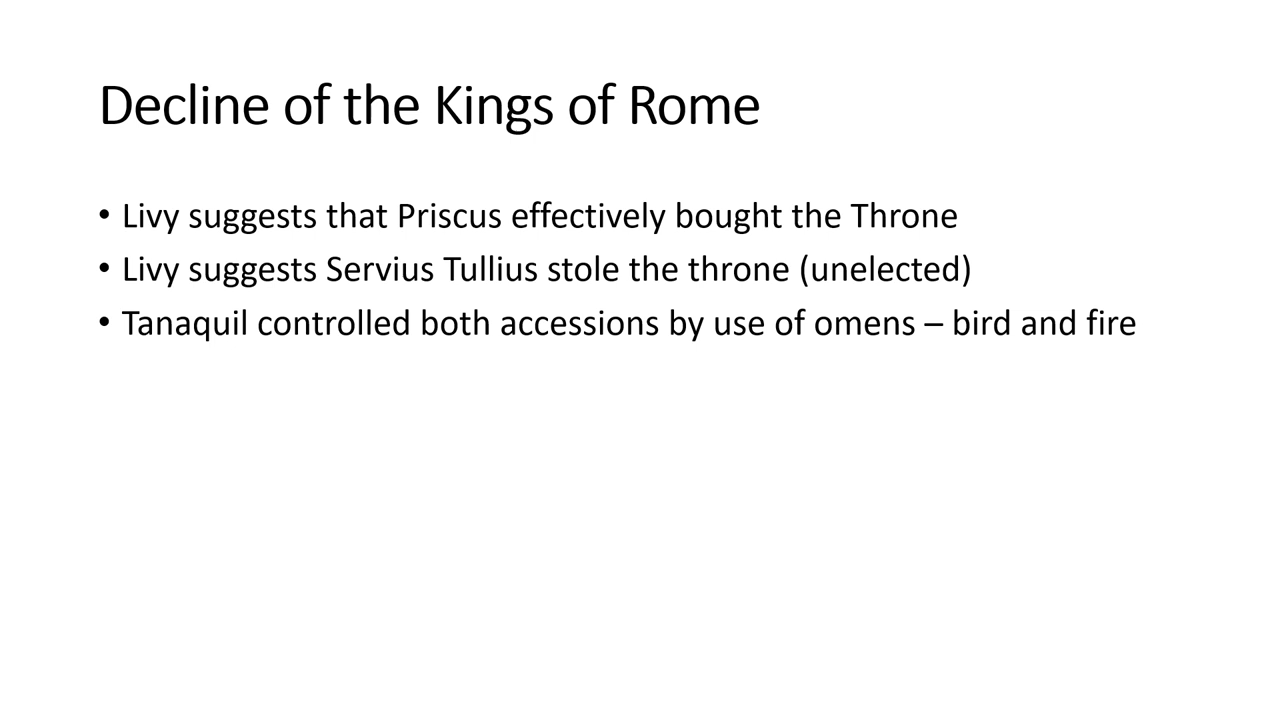 Decline of the Kings of Rome
• Livy suggests that Priscus effectively bought the Throne
• Livy suggests Servius Tullius stole the throne (unelected)
• Tanaquil controlled both accessions by use of omens – bird and fire